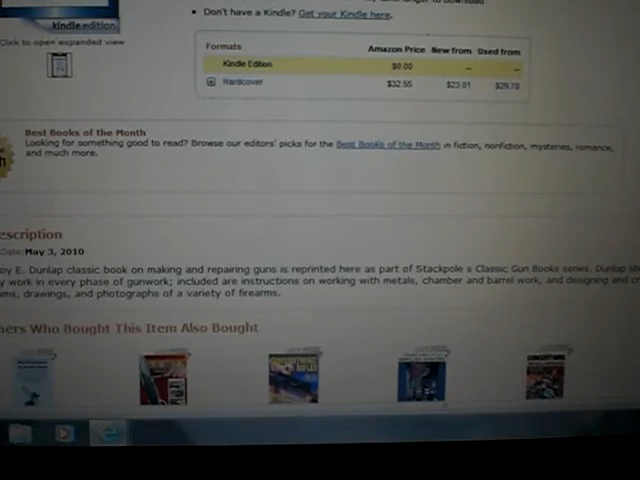 Don't have a Kindle? Get your Kindle here.
kindle edition
Click to open expanded view
Formats Amazon Price New from Used from
Kindle Edition $0.00 — —
Hardcover $32.55 $23.01 $29.70
Best Books of the Month
Looking for something good to read? Browse our editors' picks for the Best Books of the Month in fiction, nonfiction, mysteries, romance,
and much more.
escription
Date: May 3, 2010
oy E. Dunlap classic book on making and repairing guns is reprinted here as part of Stackpole s Classic Gun Books series. Dunlap sh
y work in every phase of gunwork; included are instructions on working with metals, chamber and barrel work, and designing and cr
ams, drawings, and photographs of a variety of firearms.
mers Who Bought This Item Also Bought